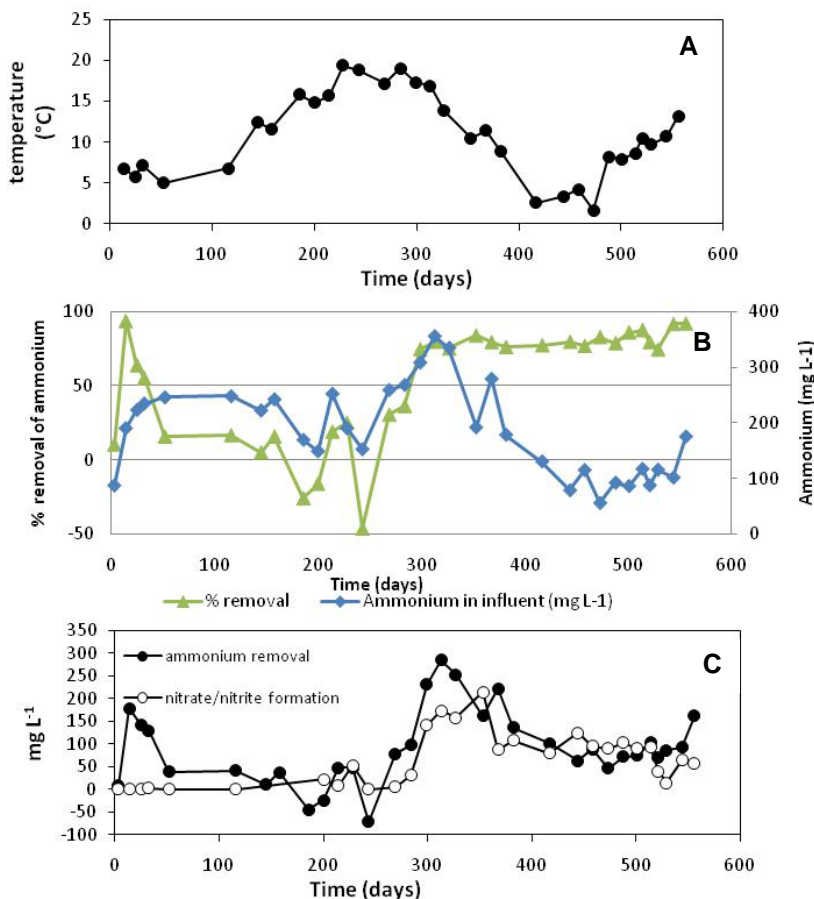 A
25
20
15
10
5
0
temperature
(°C)
0 100 200 300 400 500 600
Time (days)
B
100
50
0
-50
% removal of ammonium
400
300
200
100
0
Ammonium (mg L-1)
0 100 200 300 400 500 600
Time (days)
% removal Ammonium in influent (mg L-1)
C
350
300
250
200
150
100
50
0
-50
-100
mg L-1
ammonium removal
nitrate/nitrite formation
0 100 200 300 400 500 600
Time (days)